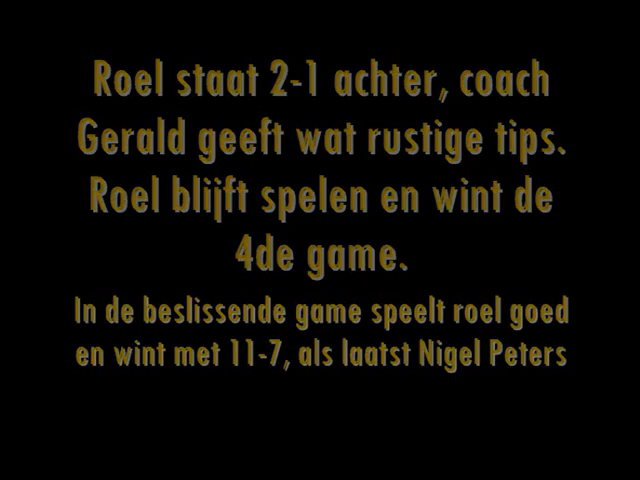 Roel staat 2-1 achter, coach
Gerald geeft wat rustige tips.
Roel blijft spelen en wint de
4de game.
In de beslissende game speelt roel goed
en wint met 11-7, als laatst Nigel Peters